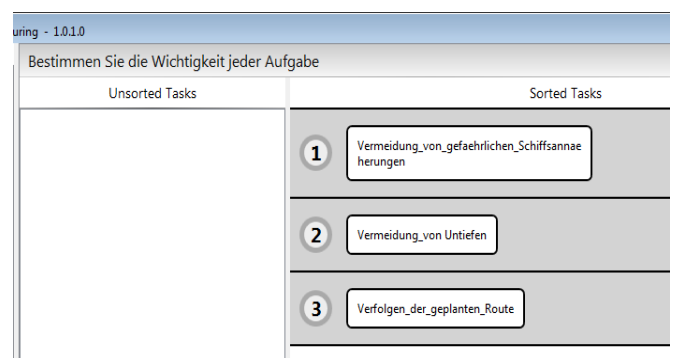 uring - 1.0.1.0
Bestimmen Sie die Wichtigkeit jeder Aufgabe
Unsorted Tasks
Sorted Tasks
1
Vermeidung_von_gefaehrlichen_Schiffsannae
herungen
2
Vermeidung_von Untiefen
3
Verfolgen_der_geplanten_Route